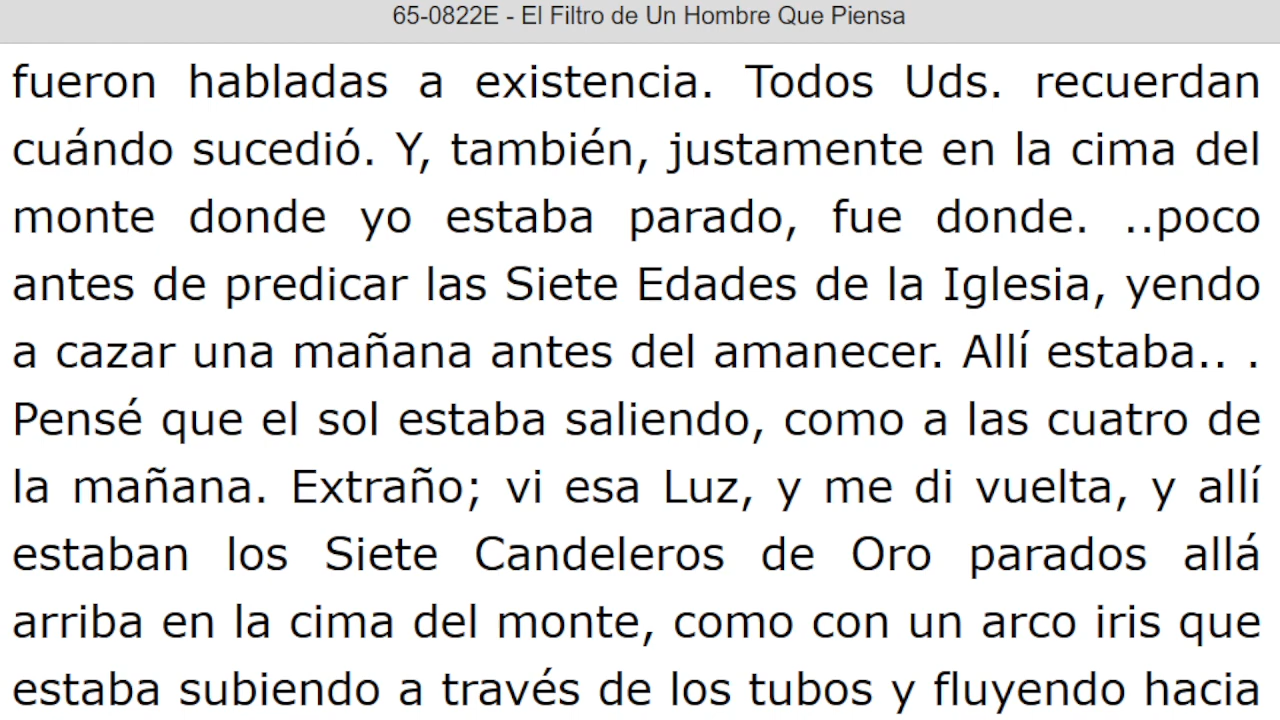 65-0822E - El Filtro de Un Hombre Que Piensa
fueron habladas a existencia. Todos Uds. recuerdan
cuándo sucedió. Y, también, justamente en la cima del
monte donde yo estaba parado, fue donde. ..poco
antes de predicar las Siete Edades de la Iglesia, yendo
a cazar una mañana antes del amanecer. Allí estaba.. .
Pensé que el sol estaba saliendo, como a las cuatro de
la mañana. Extraño; vi esa Luz, y me di vuelta, y allí
estaban los Siete Candeleros de Oro parados allá
arriba en la cima del monte, como con un arco iris que
estaba subiendo a través de los tubos y fluyendo hacia